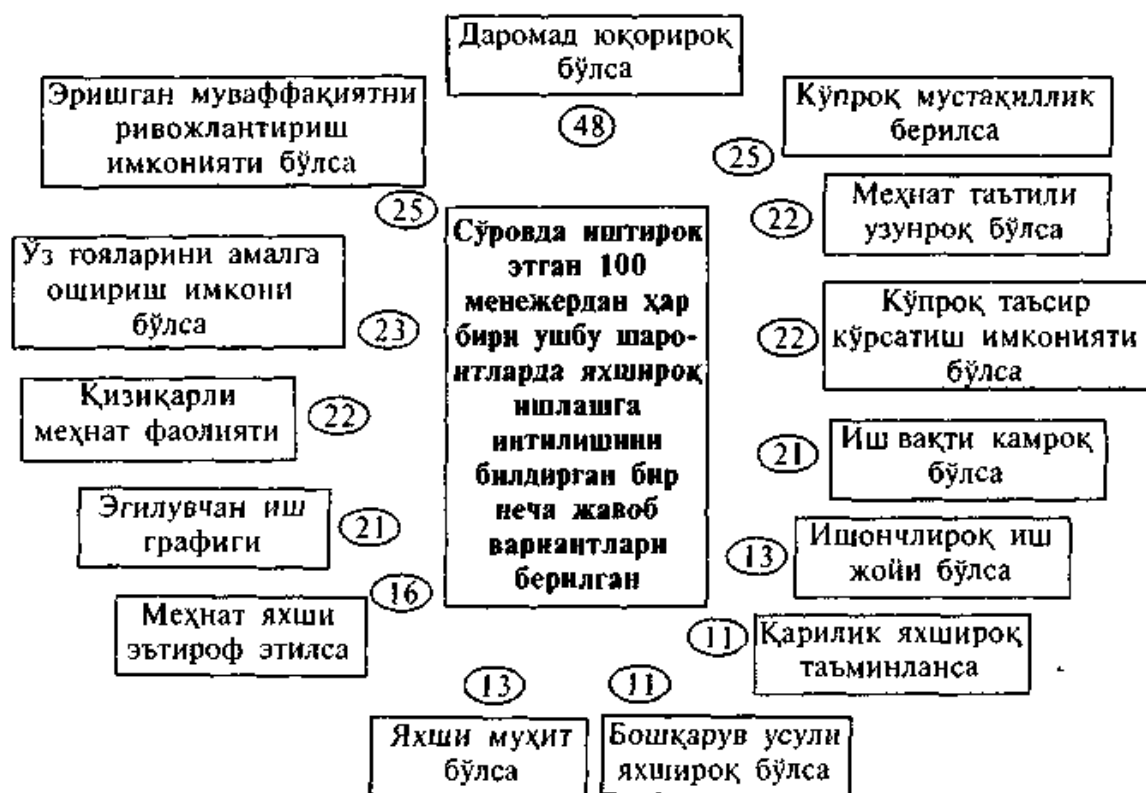 Даромад юқорироқ
бўлса
48
Эришган муваффақиятни
ривожлантириш
имконияти бўлса
25
Кўпроқ мустақиллик
берилса
25
Меҳнат таътили
узунроқ бўлса
22
Ўз ғояларини амалга
ошириш имкони
бўлса
23
Сўровда иштирок
этган 100
менежердан ҳар
бири ушбу шаро-
итларда яхшироқ
ишлашга
интилишини
билдирган бир
неча жавоб
вариантлари
берилган
Кўпроқ таъсир
кўрсатиш имконияти
бўлса
22
Қизиқарли
меҳнат фаолияти
22
Иш вақти камроқ
бўлса
21
Эгилувчан иш
графиги
21
Ишончлироқ иш
жойи бўлса
13
Меҳнат яхши
эътироф этилса
16
Қарилик яхшироқ
таъминланса
11
13
Яхши муҳит
бўлса
11
Бошқарув усули
яхшироқ бўлса